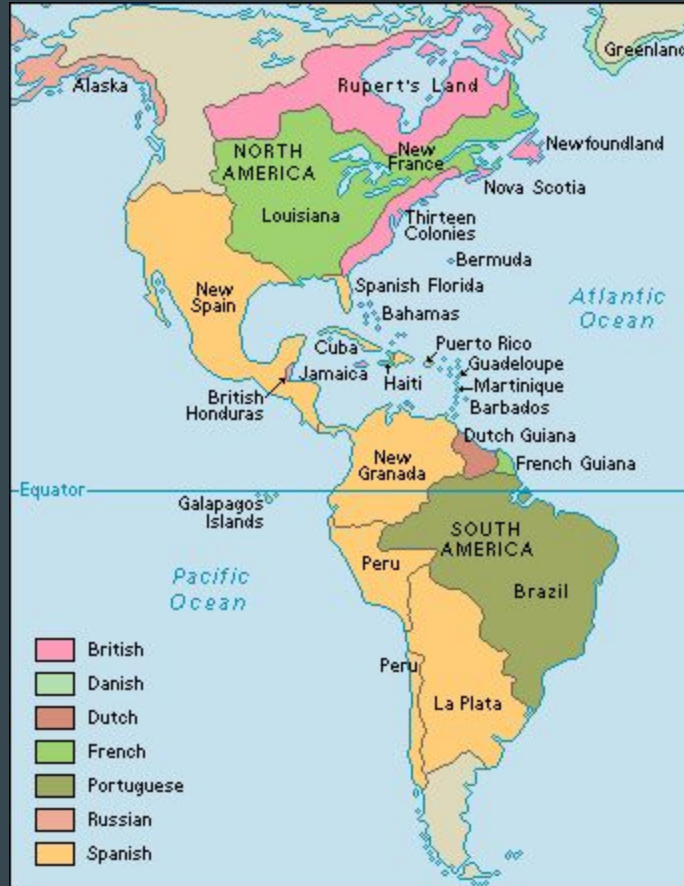 Greenland
Alaska
Rupert's Land
NORTH
AMERICA
New
France
Newfoundland
Nova Scotia
Louisiana
Thirteen
Colonies
Bermuda
New
Spain
Spanish Florida
Bahamas
Atlantic
Ocean
Cuba
Puerto Rico
Jamaica
Haiti
Guadeloupe
Martinique
Barbados
British
Honduras
Dutch Guiana
New
Granada
French Guiana
Equator
Galapagos
Islands
SOUTH
AMERICA
Peru
Brazil
Pacific
Ocean
Peru
La Plata
British
Danish
Dutch
French
Portuguese
Russian
Spanish